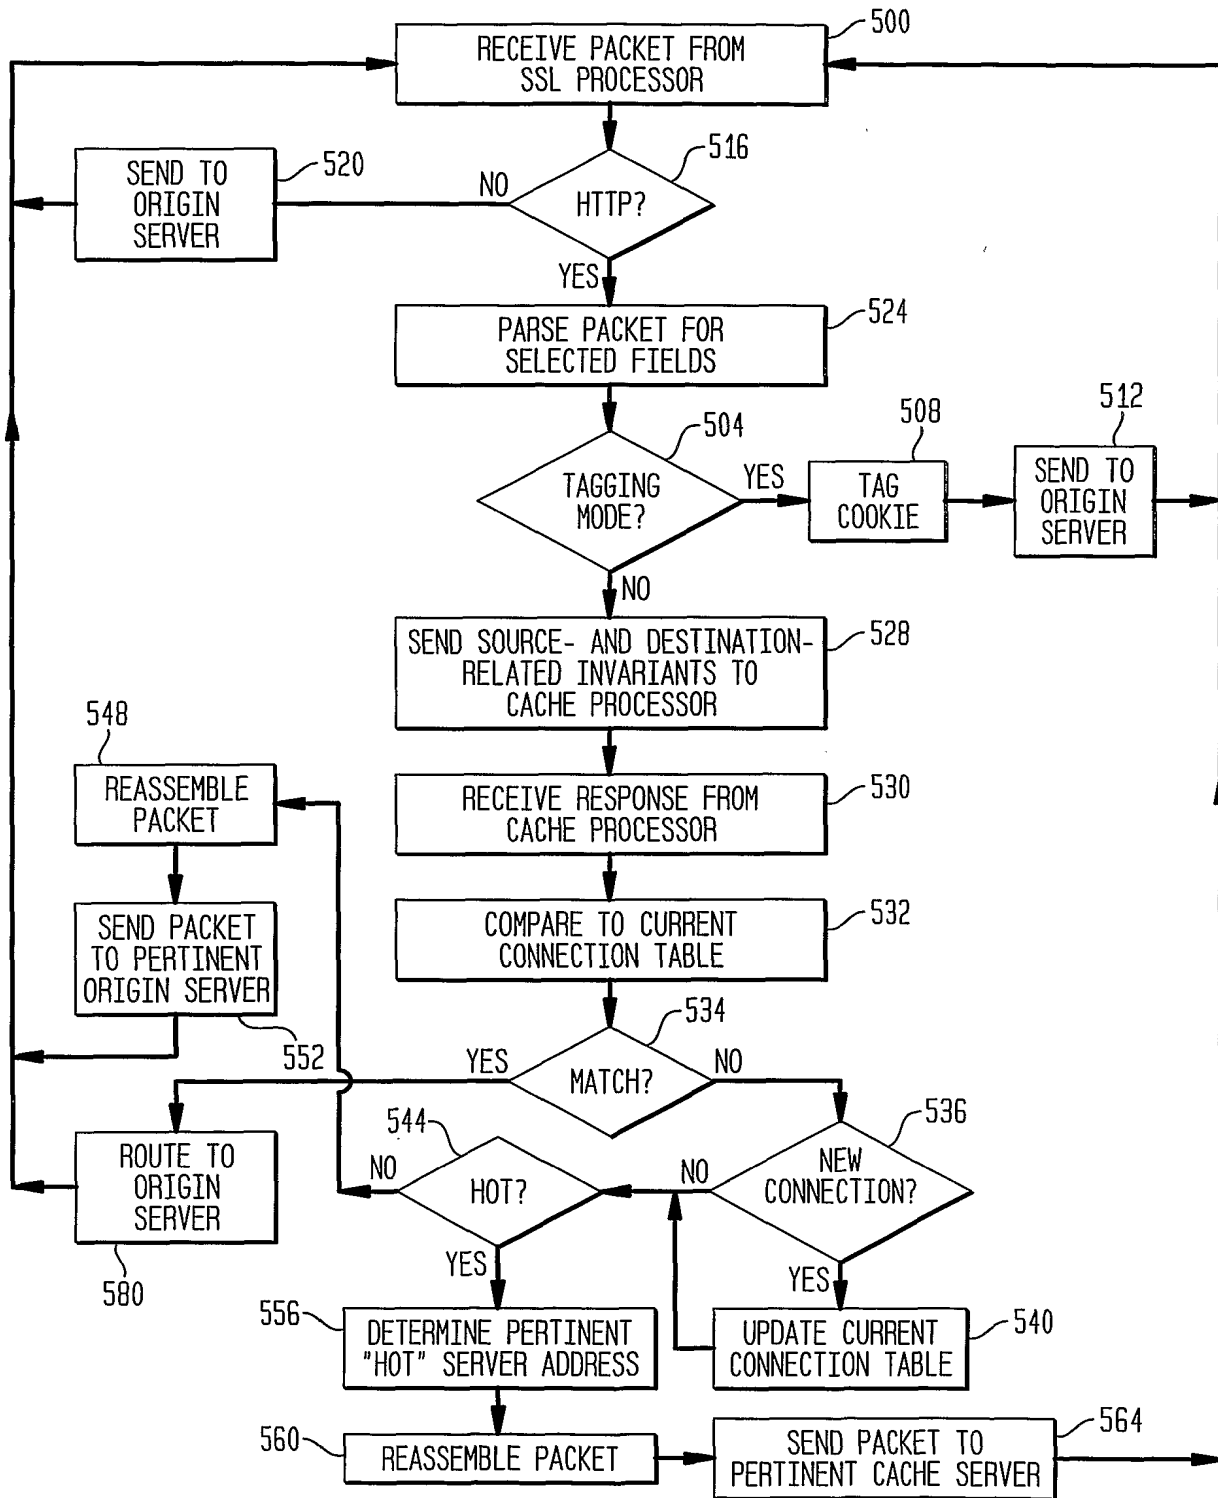 500
RECEIVE PACKET FROM
SSL PROCESSOR
516
HTTP?
NO
520
SEND TO
ORIGIN
SERVER
YES
524
PARSE PACKET FOR
SELECTED FIELDS
504
TAGGING
MODE?
YES
508
TAG
COOKIE
512
SEND TO
ORIGIN
SERVER
NO
528
SEND SOURCE- AND DESTINATION-
RELATED INVARIANTS TO
CACHE PROCESSOR
530
RECEIVE RESPONSE FROM
CACHE PROCESSOR
548
REASSEMBLE
PACKET
532
COMPARE TO CURRENT
CONNECTION TABLE
SEND PACKET
TO PERTINENT
ORIGIN SERVER
552
534
MATCH?
YES
NO
536
NEW
CONNECTION?
NO
YES
544
HOT?
NO
YES
ROUTE TO
ORIGIN
SERVER
580
556
DETERMINE PERTINENT
"HOT" SERVER ADDRESS
540
UPDATE CURRENT
CONNECTION TABLE
560
REASSEMBLE PACKET
564
SEND PACKET TO
PERTINENT CACHE SERVER